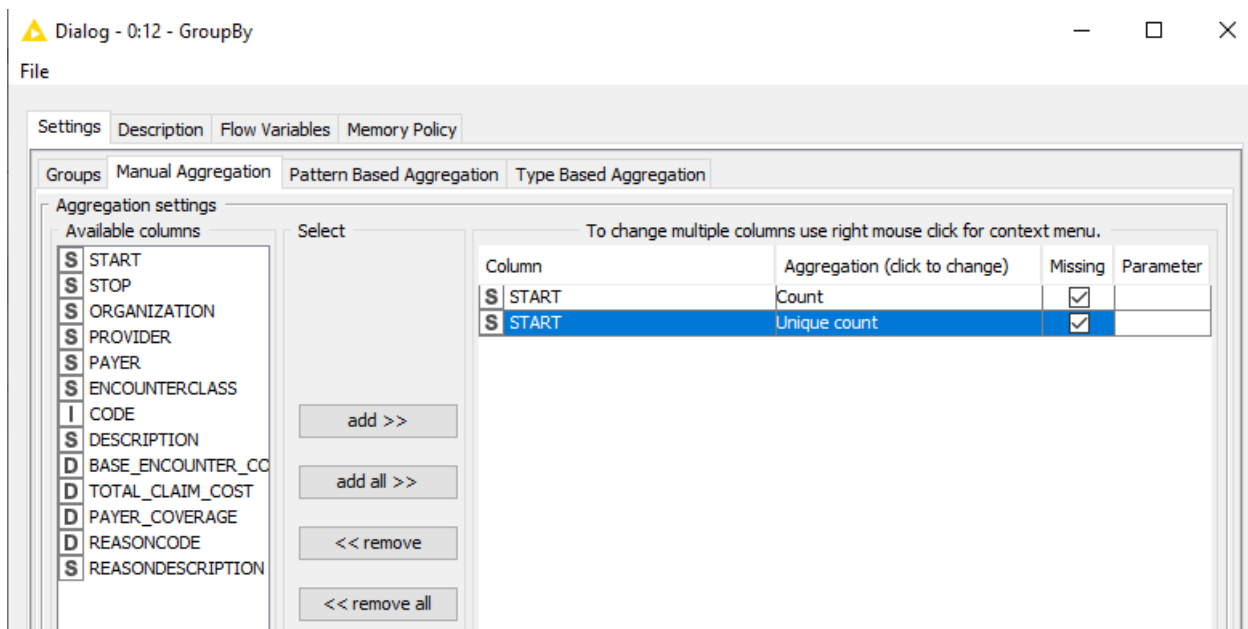 Dialog - 0:12 - GroupBy
File
Settings Description Flow Variables Memory Policy
Groups Manual Aggregation Pattern Based Aggregation Type Based Aggregation
Aggregation settings
Available columns Select To change multiple columns use right mouse click for context menu.
S START
S STOP
S ORGANIZATION
S PROVIDER
S PAYER
S ENCOUNTERCLASS
I CODE
S DESCRIPTION
D BASE_ENCOUNTER_CO
D TOTAL_CLAIM_COST
D PAYER_COVERAGE
D REASONCODE
S REASONDESCRIPTION
add >>
add all >>
<< remove
<< remove all
Column Aggregation (click to change) Missing Parameter
S START Count
S START Unique count